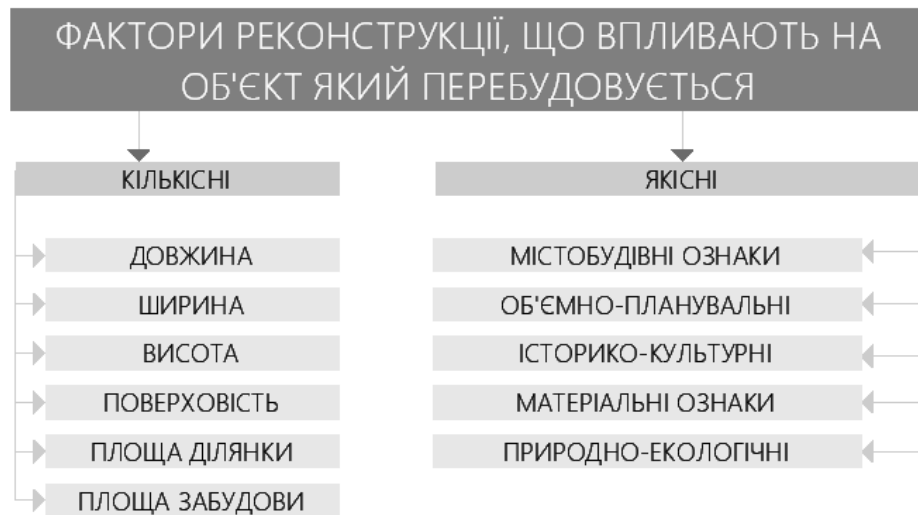 ФАКТОРИ РЕКОНСТРУКЦІЇ, ЩО ВПЛИВАЮТЬ НА
ОБ'ЄКТ ЯКИЙ ПЕРЕБУДОВУЄТЬСЯ
КІЛЬКІСНІ
ДОВЖИНА
ШИРИНА
ВИСОТА
ПОВЕРХОВІСТЬ
ПЛОЩА ДІЛЯНКИ
ПЛОЩА ЗАБУДОВИ
ЯКІСНІ
МІСТОБУДІВНІ ОЗНАКИ
ОБ'ЄМНО-ПЛАНУВАЛЬНІ
ІСТОРИКО-КУЛЬТУРНІ
МАТЕРІАЛЬНІ ОЗНАКИ
ПРИРОДНО-ЕКОЛОГІЧНІ